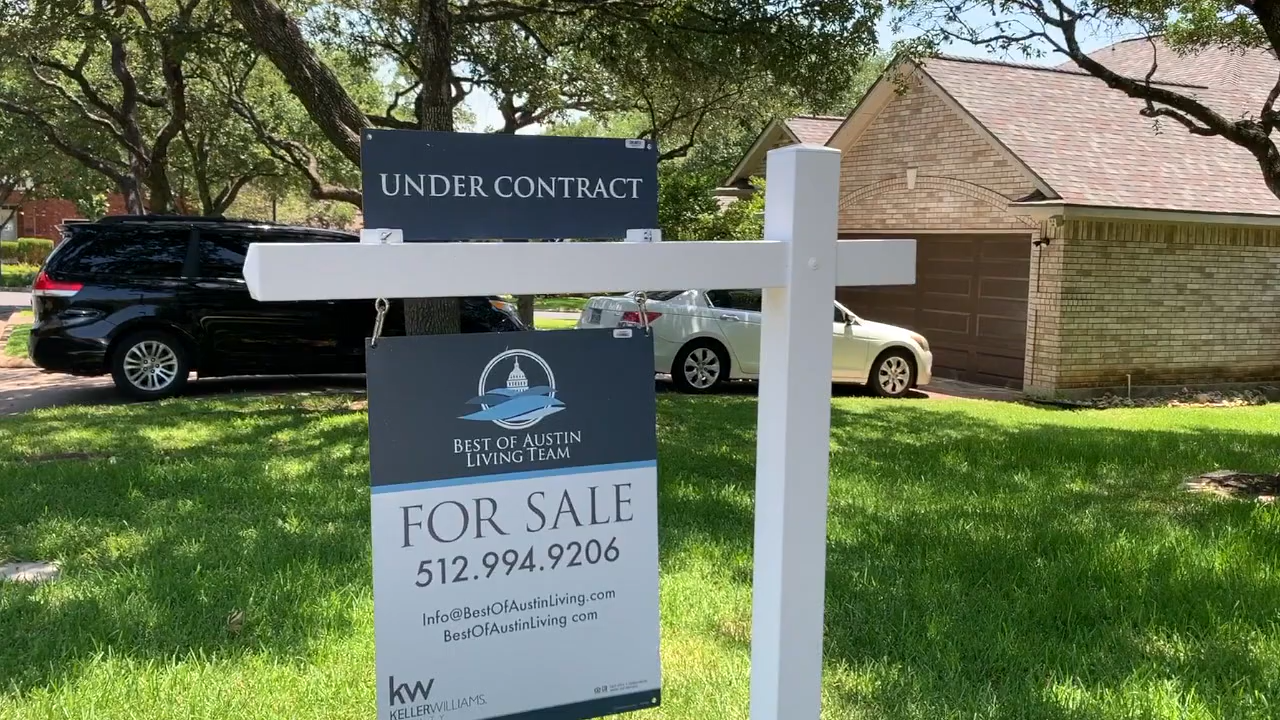 UNDER CONTRACT
BEST OF AUSTIN
LIVING TEAM
FOR SALE
512.994.9206
Info@BestOfAustinLiving.com
BestOfAustinLiving com
kw
KELLERWILLIAMS.